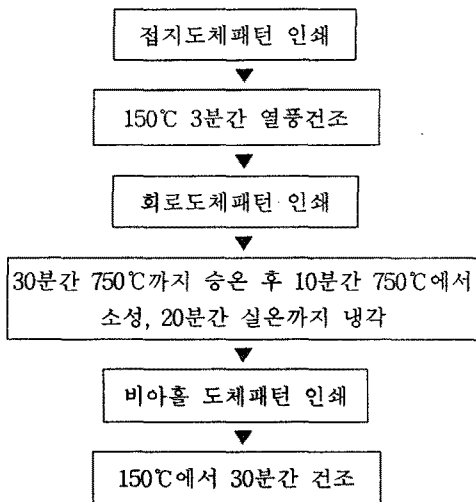 접지도체패턴 인쇄
150℃ 3분간 열풍건조
회로도체패턴 인쇄
30분간 750℃까지 승온 후 10분간 750℃에서
소성, 20분간 실온까지 냉각
비아홀 도체패턴 인쇄
150℃에서 30분간 건조